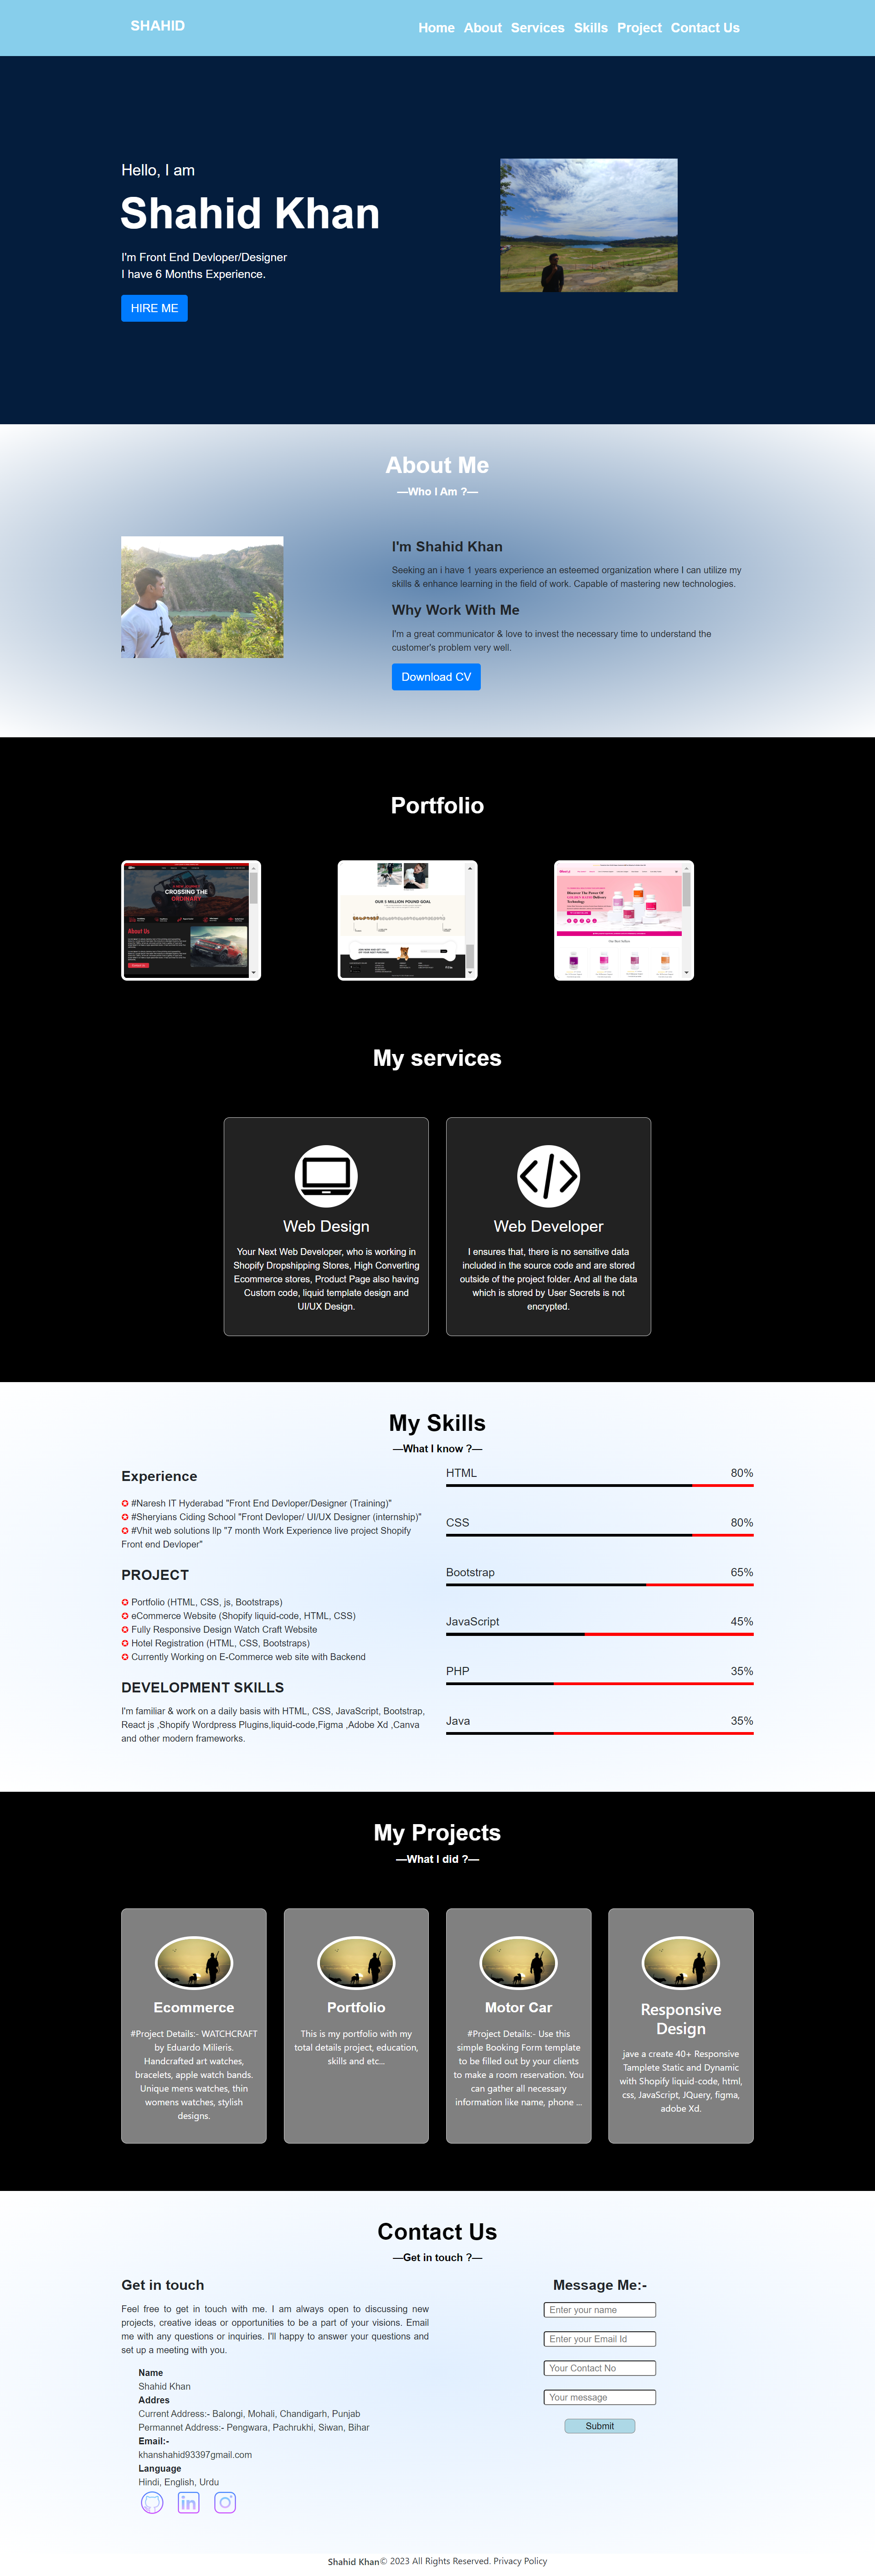 SHAHID
Home About Services Skills Project Contact Us
Hello, I am
Shahid Khan
I'm Front End Devloper/Designer
I have 6 Months Experience.
HIRE ME
About Me
—Who I Am ?—
I'm Shahid Khan
Seeking an i have 1 years experience an esteemed organization where I can utilize my
skills & enhance learning in the field of work. Capable of mastering new technologies.
Why Work With Me
I'm a great communicator & love to invest the necessary time to understand the
customer's problem very well.
Download CV
Portfolio
CROSSING THE
ORDINARY
About Us
OUR 5 MILLION POUND GOAL
My services
Web Design
Your Next Web Developer, who is working in
Shopify Dropshipping Stores, High Converting
Ecommerce stores, Product Page also having
Custom code, liquid template design and
UI/UX Design.
Web Developer
I ensures that, there is no sensitive data
included in the source code and are stored
outside of the project folder. And all the data
which is stored by User Secrets is not
encrypted.
My Skills
—What I know ?—
Experience
✪ #Naresh IT Hyderabad "Front End Devloper/Designer (Training)"
✪ #Sheryians Ciding School "Front Devloper/ UI/UX Designer (internship)"
✪ #Vhit web solutions llp "7 month Work Experience live project Shopify
Front end Devloper"
PROJECT
✪ Portfolio (HTML, CSS, js, Bootstraps)
✪ eCommerce Website (Shopify liquid-code, HTML, CSS)
✪ Fully Responsive Design Watch Craft Website
✪ Hotel Registration (HTML, CSS, Bootstraps)
✪ Currently Working on E-Commerce web site with Backend
DEVELOPMENT SKILLS
I'm familiar & work on a daily basis with HTML, CSS, JavaScript, Bootstrap,
React js ,Shopify Wordpress Plugins,liquid-code,Figma ,Adobe Xd ,Canva
and other modern frameworks.
HTML 80%
CSS 80%
Bootstrap 65%
JavaScript 45%
PHP 35%
Java 35%
My Projects
—What I did ?—
Ecommerce
#Project Details:- WATCHCRAFT
by Eduardo Milieris.
Handcrafted art watches,
bracelets, apple watch bands.
Unique mens watches, thin
womens watches, stylish
designs.
Portfolio
This is my portfolio with my
total details project, education,
skills and etc...
Motor Car
#Project Details:- Use this
simple Booking Form template
to be filled out by your clients
to make a room reservation. You
can gather all necessary
information like name, phone ...
Responsive
Design
jave a create 40+ Responsive
Tamplete Static and Dynamic
with Shopify liquid-code, html,
css, JavaScript, JQuery, figma,
adobe Xd.
Contact Us
—Get in touch ?—
Get in touch
Feel free to get in touch with me. I am always open to discussing new
projects, creative ideas or opportunities to be a part of your visions. Email
me with any questions or inquiries. I'll happy to answer your questions and
set up a meeting with you.
Name
Shahid Khan
Addres
Current Address:- Balongi, Mohali, Chandigarh, Punjab
Permannet Address:- Pengwara, Pachrukhi, Siwan, Bihar
Email:-
khanshahid93397gmail.com
Language
Hindi, English, Urdu
Message Me:-
Enter your name
Enter your Email Id
Your Contact No
Your message
Submit
Shahid Khan© 2023 All Rights Reserved. Privacy Policy